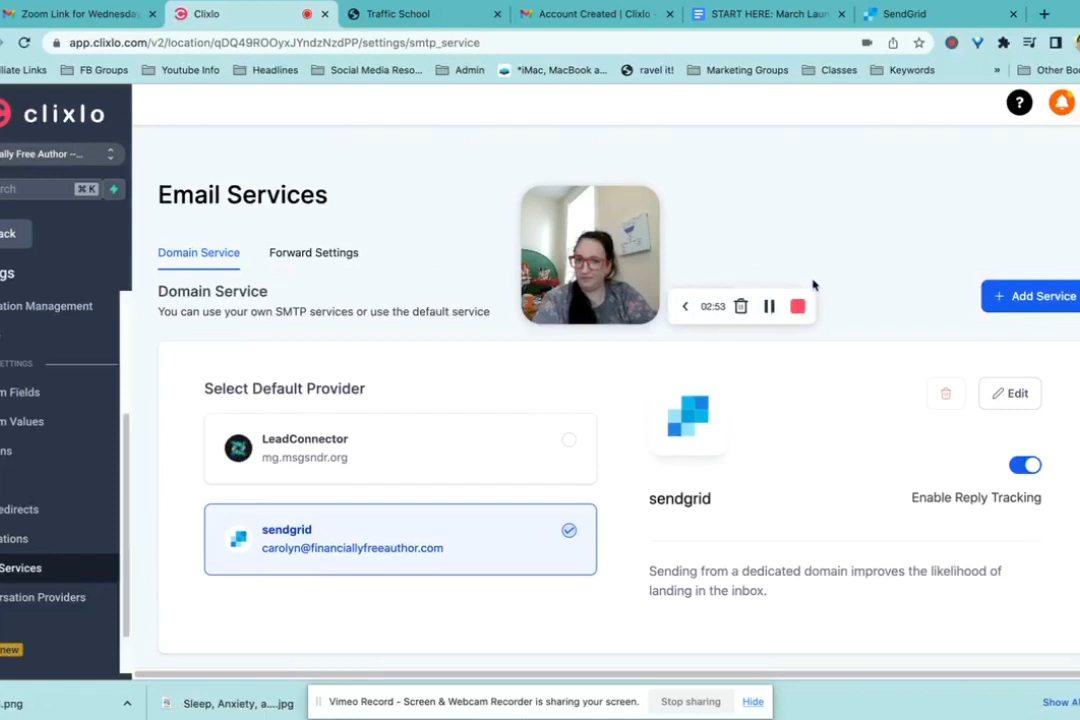 Zoom Link for Wednesday
Clixlo
Traffic School
Account Created | Clixlo -
START HERE: March Laun
SendGrid
app.clixlo.com/v2/location/qDQ49ROOyxJYndzNzdPP/settings/smtp_service
liate Links
FB Groups
Youtube Info
Headlines
Social Media Reso...
Admin
*iMac, MacBook a...
ravel it!
Marketing Groups
Classes
Keywords
»
Other Boo
clixlo
ally Free Author --...
rch
⌘ K
ack
gs
ation Management
ETTINGS
m Fields
m Values
ns
edirects
ations
Services
rsation Providers
new
?
Email Services
Domain Service
Forward Settings
Domain Service
You can use your own SMTP services or use the default service
02:53
+ Add Service
Select Default Provider
LeadConnector
mg.msgsndr.org
sendgrid
carolyn@financiallyfreeauthor.com
Edit
sendgrid
Enable Reply Tracking
Sending from a dedicated domain improves the likelihood of
landing in the inbox.
.png
Sleep, Anxiety, a....jpg
Vimeo Record - Screen & Webcam Recorder is sharing your screen.
Stop sharing
Hide
Show Al